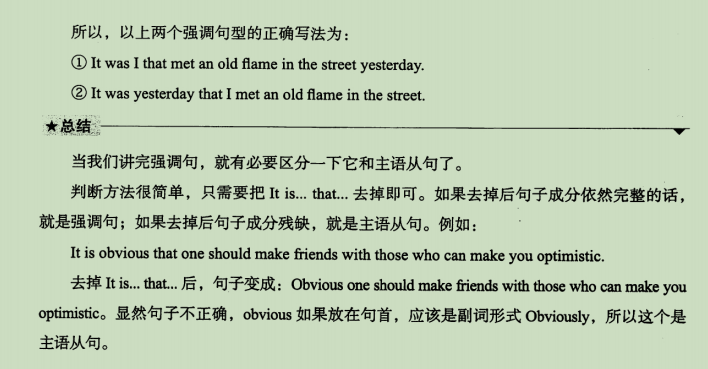 所以，以上两个强调句型的正确写法为：
① It was I that met an old flame in the street yesterday.
② It was yesterday that I met an old flame in the street.
★总结
当我们讲完强调句，就有必要区分一下它和主语从句了。
判断方法很简单，只需要把 It is... that... 去掉即可。如果去掉后句子成分依然完整的话，
就是强调句；如果去掉后句子成分残缺，就是主语从句。例如：
It is obvious that one should make friends with those who can make you optimistic.
去掉 It is... that... 后，句子变成：Obvious one should make friends with those who can make you
optimistic。显然句子不正确，obvious 如果放在句首，应该是副词形式 Obviously，所以这个是
主语从句。